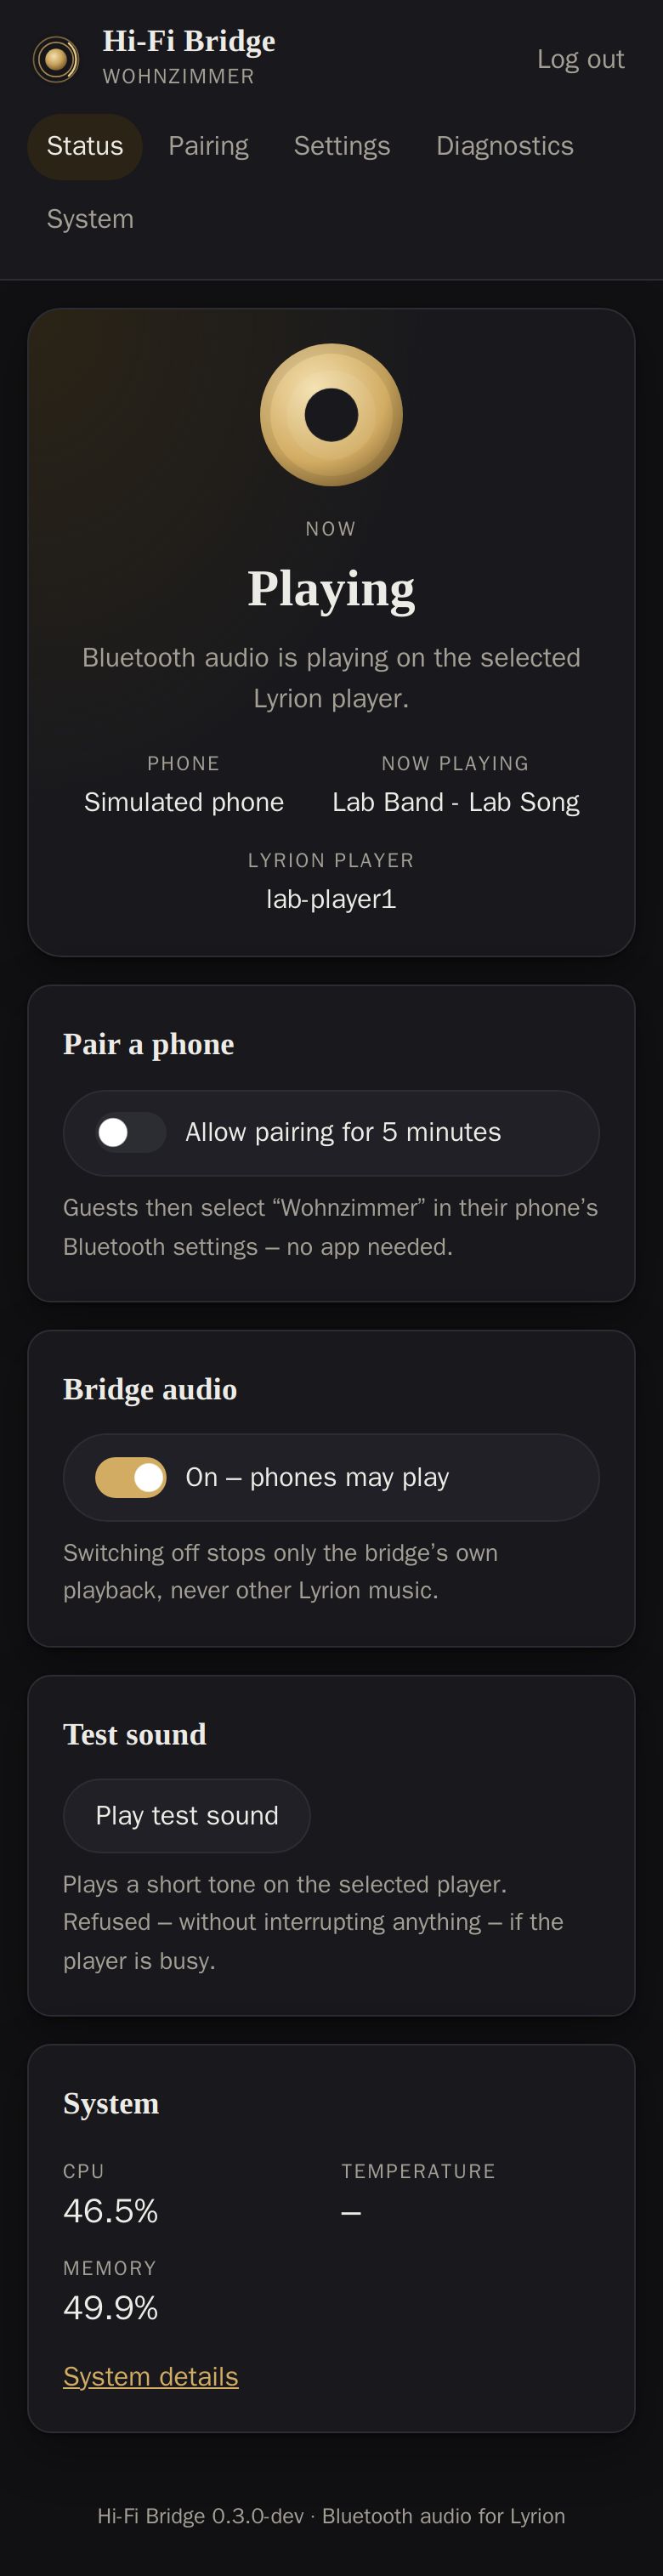 Hi-Fi Bridge
WOHNZIMMER
Log out
Status
Pairing
Settings
Diagnostics
System
NOW
Playing
Bluetooth audio is playing on the selected
Lyrion player.
PHONE
Simulated phone
NOW PLAYING
Lab Band - Lab Song
LYRION PLAYER
lab-player1
Pair a phone
Allow pairing for 5 minutes
Guests then select “Wohnzimmer” in their phone’s
Bluetooth settings – no app needed.
Bridge audio
On – phones may play
Switching off stops only the bridge’s own
playback, never other Lyrion music.
Test sound
Play test sound
Plays a short tone on the selected player.
Refused – without interrupting anything – if the
player is busy.
System
CPU
46.5%
TEMPERATURE
–
MEMORY
49.9%
System details
Hi-Fi Bridge 0.3.0-dev · Bluetooth audio for Lyrion